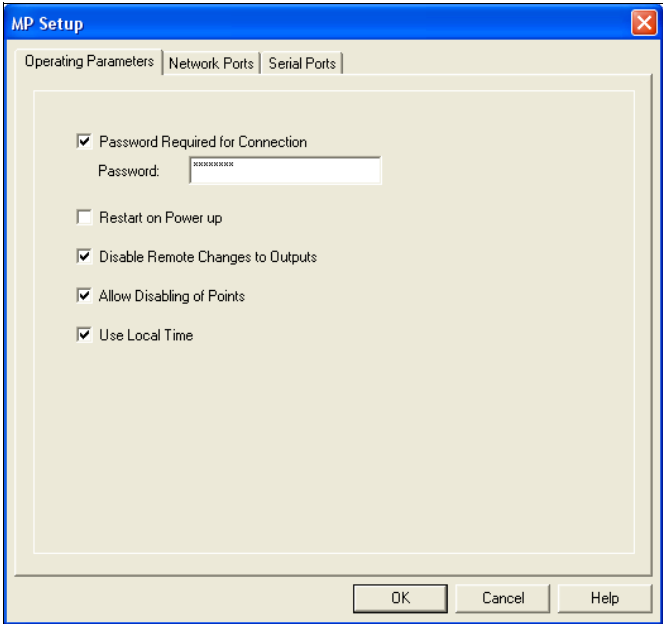 MP Setup
Operating Parameters Network Ports Serial Ports
Password Required for Connection
Password: ********
Restart on Power up
Disable Remote Changes to Outputs
Allow Disabling of Points
Use Local Time
OK Cancel Help